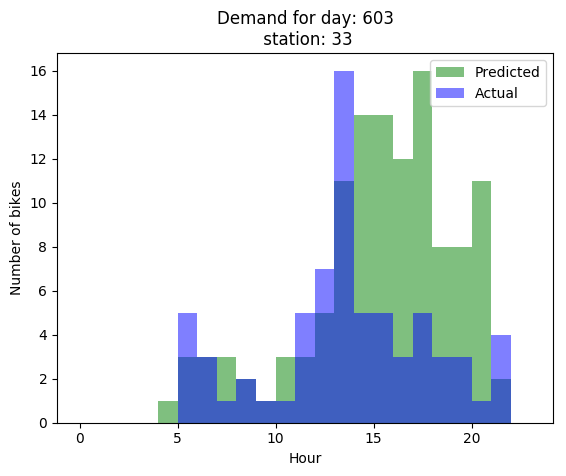 Demand for day: 603
station: 33
Predicted
Actual
Number of bikes
16
14
12
10
8
6
4
2
0
0 5 10 15 20
Hour